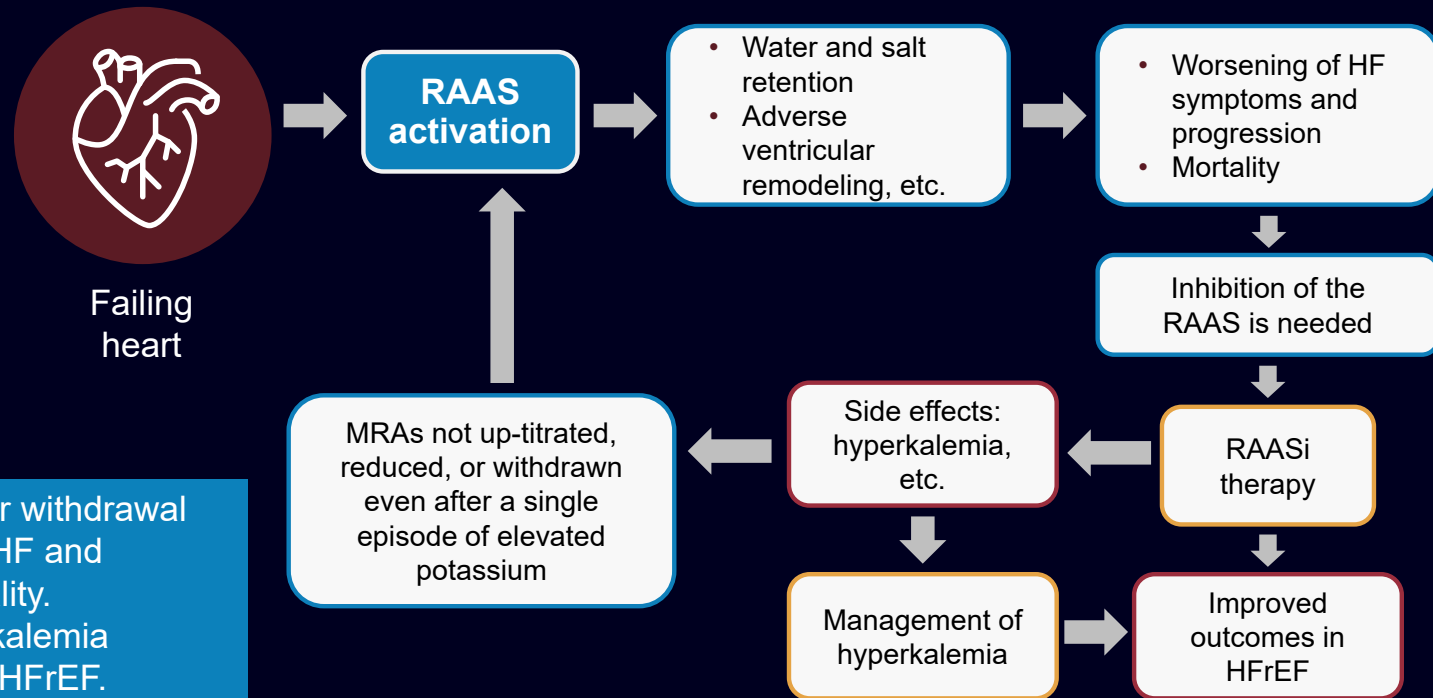 Failing
heart
RAAS
activation
• Water and salt
retention
• Adverse
ventricular
remodeling, etc.
• Worsening of HF
symptoms and
progression
• Mortality
Inhibition of the
RAAS is needed
RAASi
therapy
Side effects:
hyperkalemia,
etc.
MRAs not up-titrated,
reduced, or withdrawn
even after a single
episode of elevated
potassium
Management of
hyperkalemia
Improved
outcomes in
HFrEF
r withdrawal
HF and
lity.
kalemia
HFrEF.